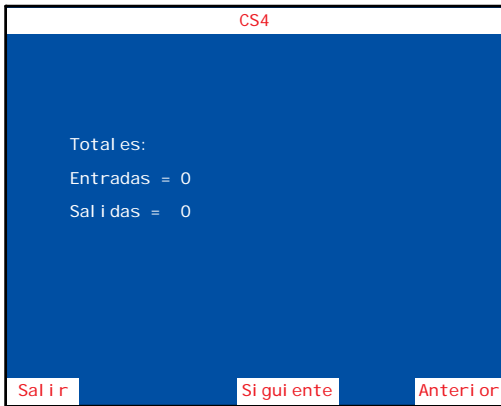 CS4
Totales:
Entradas = 0
Salidas = 0
Salir Siguiente Anterior